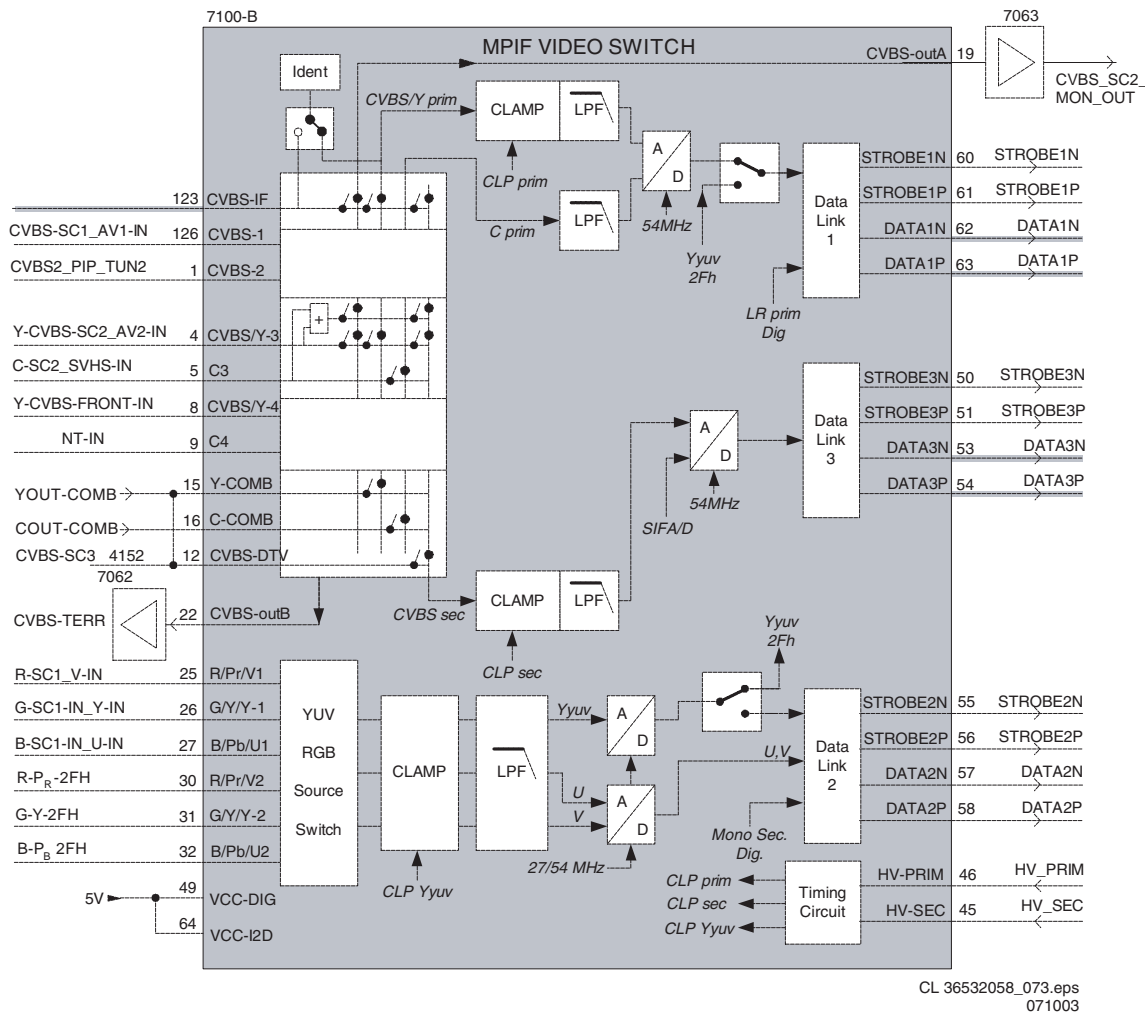 7100-B
7063
MPIF VIDEO SWITCH
CVBS-outA 19
CVBS_SC2_
MON_OUT
Ident
CVBS/Y prim
CLAMP
LPF
CLP prim
A
D
LPF
C prim
54MHz
Yyuv
2Fh
LR prim
Dig
Data
Link
1
STROBE1N 60 STROBE1N
STROBE1P 61 STROBE1P
DATA1N 62 DATA1N
DATA1P 63 DATA1P
123 CVBS-IF
CVBS-SC1_AV1-IN 126 CVBS-1
CVBS2_PIP_TUN2 1 CVBS-2
+
Y-CVBS-SC2_AV2-IN 4 CVBS/Y-3
C-SC2_SVHS-IN 5 C3
Y-CVBS-FRONT-IN 8 CVBS/Y-4
NT-IN 9 C4
YOUT-COMB 15 Y-COMB
COUT-COMB 16 C-COMB
CVBS-SC3 4152 12 CVBS-DTV
7062
CVBS-TERR 22 CVBS-outB
A
D
54MHz
SIFA/D
Data
Link
3
STROBE3N 50 STROBE3N
STROBE3P 51 STROBE3P
DATA3N 53 DATA3N
DATA3P 54 DATA3P
CVBS sec
CLAMP
LPF
CLP sec
R-SC1_V-IN 25 R/Pr/V1
G-SC1-IN_Y-IN 26 G/Y/Y-1
B-SC1-IN_U-IN 27 B/Pb/U1
R-PR-2FH 30 R/Pr/V2
G-Y-2FH 31 G/Y/Y-2
B-PB 2FH 32 B/Pb/U2
5V 49 VCC-DIG
64 VCC-I2D
YUV
RGB
Source
Switch
CLAMP
LPF
CLP Yyuv
Yyuv
U
V
A
D
A
D
27/54 MHz
Yyuv
2Fh
U,V
Mono Sec.
Dig.
Data
Link
2
STROBE2N 55 STROBE2N
STROBE2P 56 STROBE2P
DATA2N 57 DATA2N
DATA2P 58 DATA2P
CLP prim
CLP sec
CLP Yyuv
Timing
Circuit
HV-PRIM 46 HV_PRIM
HV-SEC 45 HV_SEC
CL 36532058_073.eps
071003